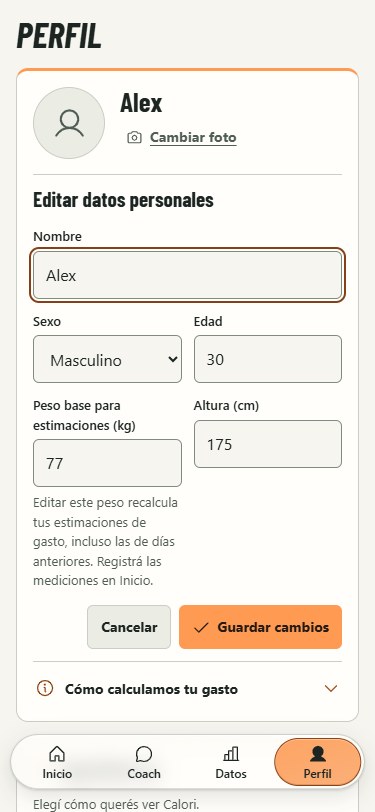 PERFIL
Alex
Cambiar foto
Editar datos personales
Nombre
Alex
Sexo
Edad
Masculino
30
Peso base para
estimaciones (kg)
Altura (cm)
77
175
Editar este peso recalcula
tus estimaciones de
gasto, incluso las de días
anteriores. Registrá las
mediciones en Inicio.
Cancelar
Guardar cambios
Cómo calculamos tu gasto
Inicio
Coach
Datos
Perfil
Elegí cómo querés ver Calori.